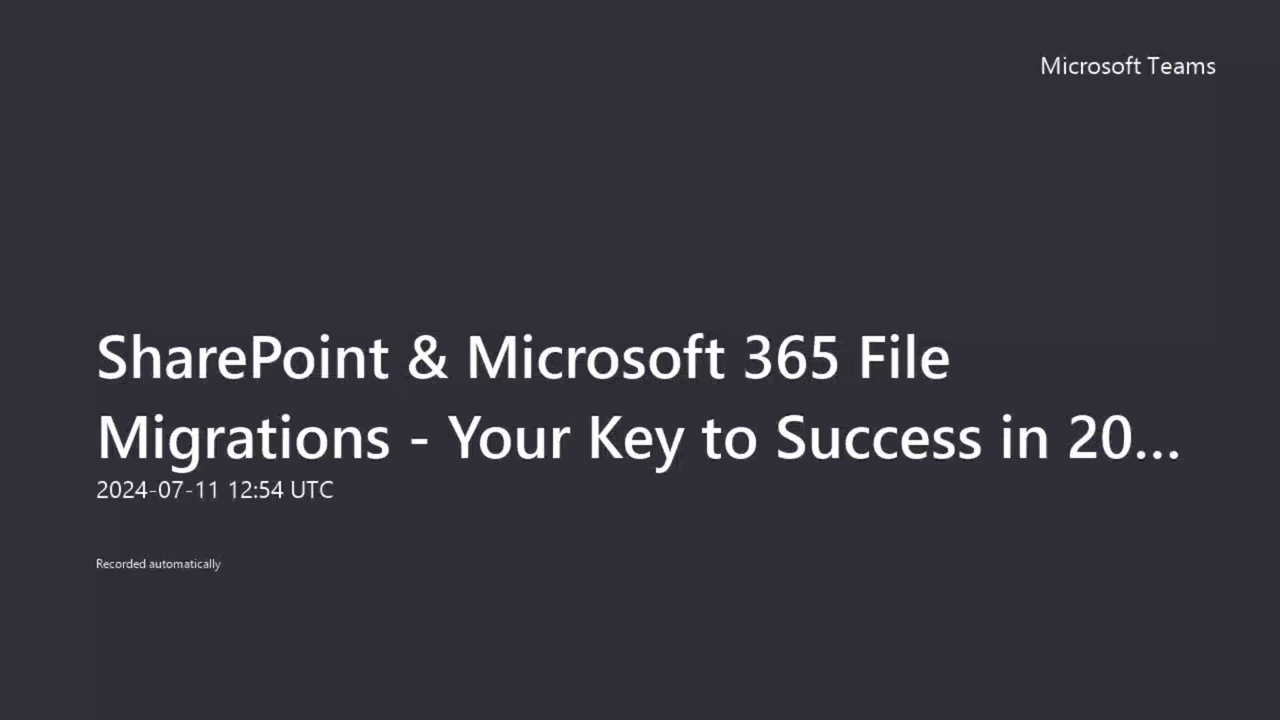 Microsoft Teams
SharePoint & Microsoft 365 File
Migrations - Your Key to Success in 20...
2024-07-11 12:54 UTC
Recorded automatically